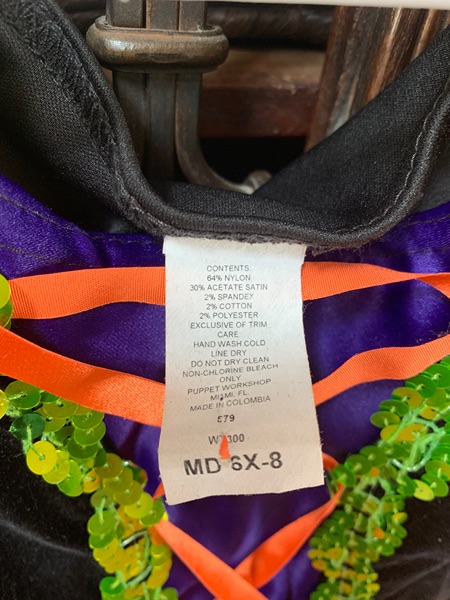 CONTENTS:
64% NYLON
30% ACETATE SATIN
2% SPANDEX
2% COTTON
2% POLYESTER
EXCLUSIVE OF TRIM
CARE
HAND WASH COLD
LINE DRY
DO NOT DRY CLEAN
NON-CHLORINE BLEACH
ONLY
PUPPET WORKSHOP
MIAMI, FL.
MADE IN COLOMBIA
579
MD 6X-8